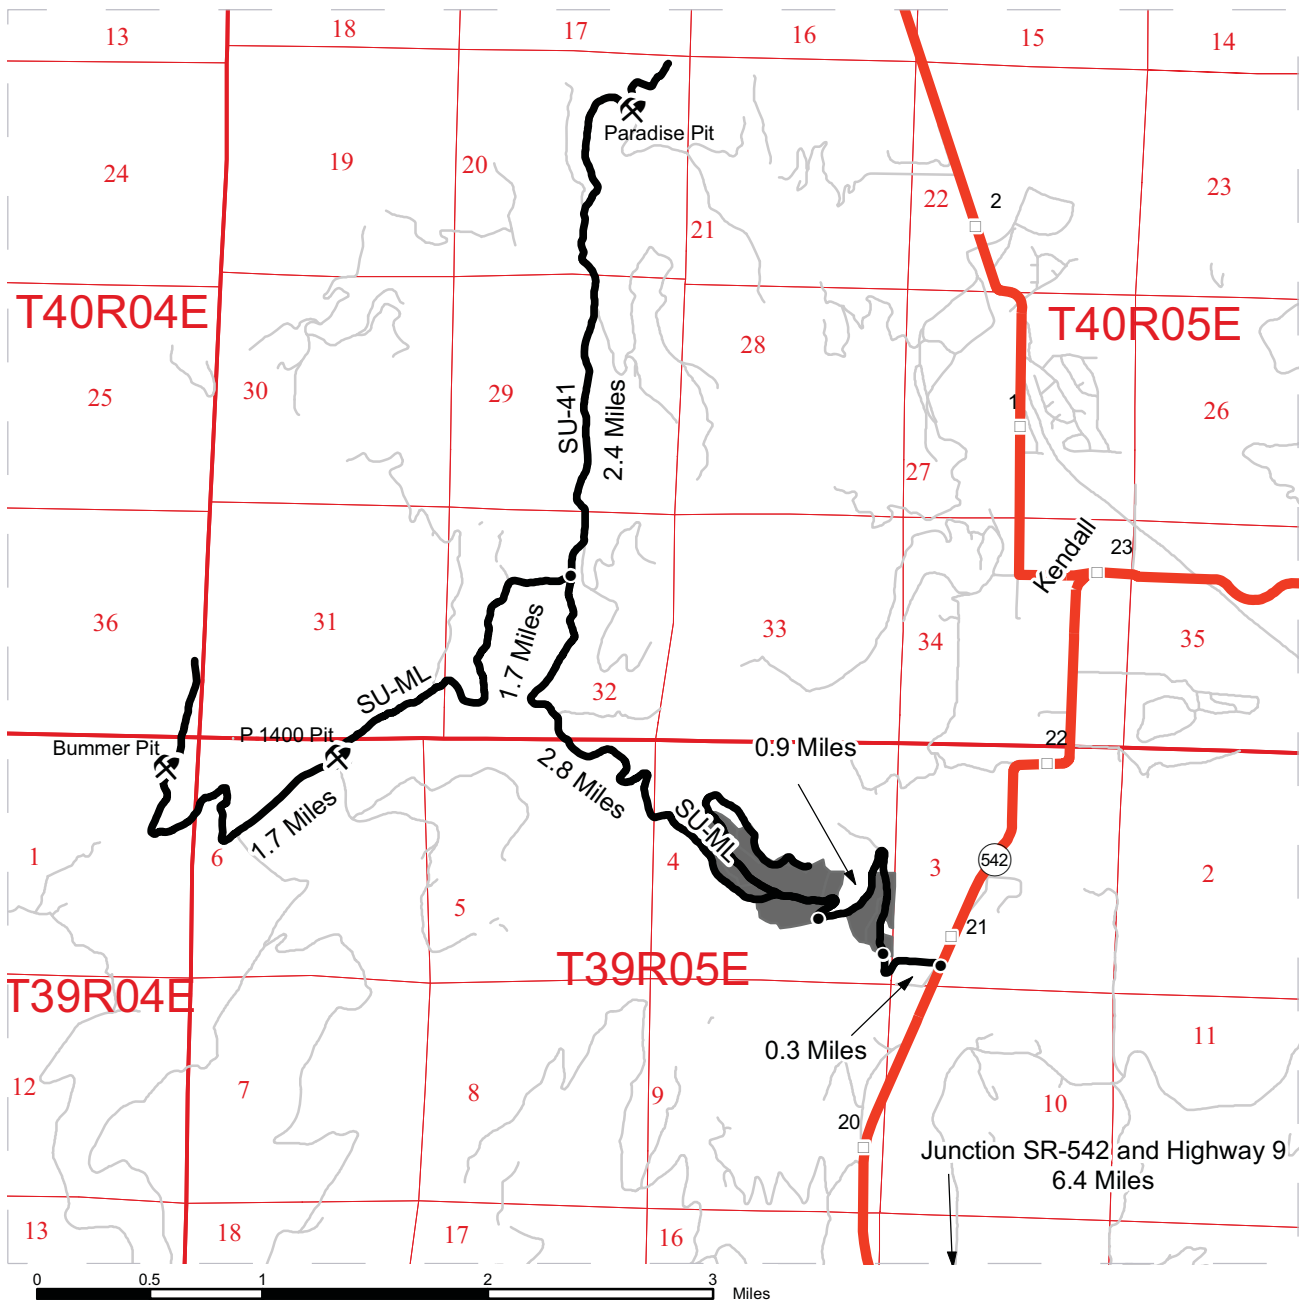 13
18
17
16
15
14
Paradise Pit
24
19
20
22
2
23
21
T40R04E
T40R05E
28
25
30
29
SU-41
2.4 Miles
1
26
27
Kendall
23
36
31
1.7 Miles
33
34
35
SU-ML
32
P 1400 Pit
Bummer Pit
0.9 Miles
22
2.8 Miles
1.7 Miles
SU-ML
1
6
4
3
542
2
5
21
T39R05E
T39R04E
0.3 Miles
11
12
7
8
9
10
20
Junction SR-542 and Highway 9
6.4 Miles
13
18
17
16
0
0.5
1
2
3
Miles